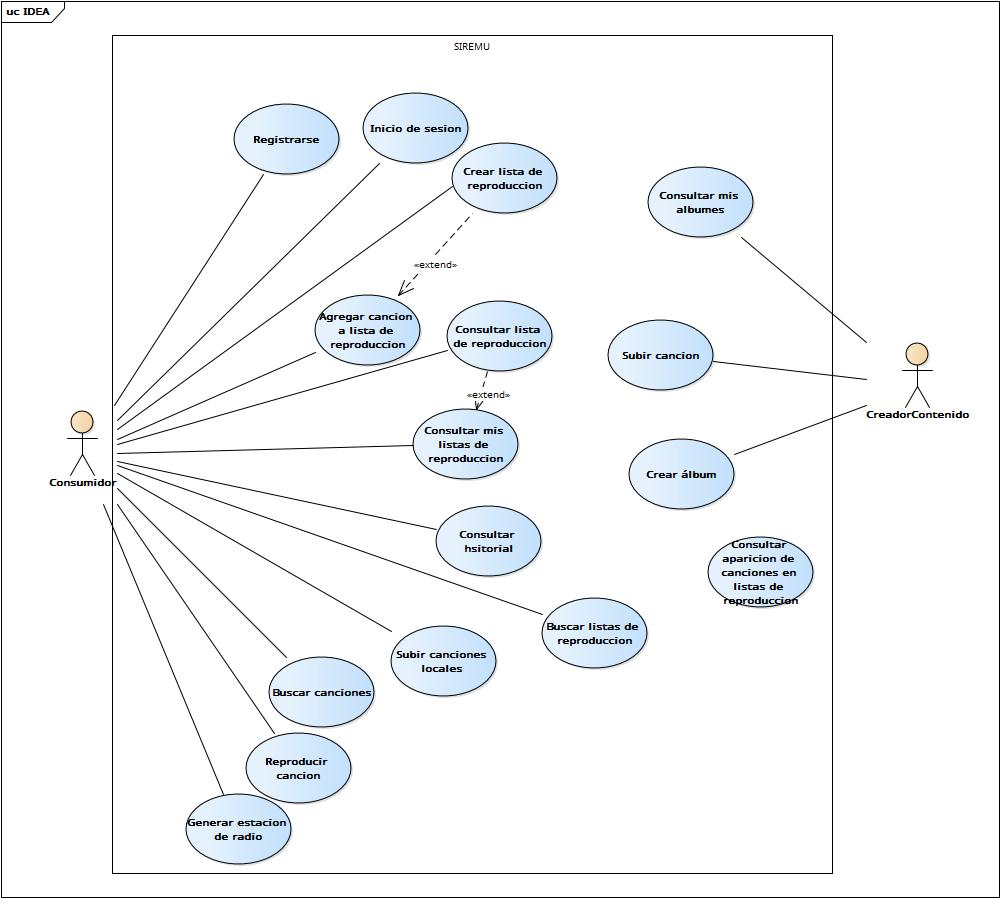 uc IDEA
SIREMU
Registrarse
Inicio de sesion
Crear lista de
reproduccion
Consultar mis
albumes
«extend»
Agregar cancion
a lista de
reproduccion
Consultar lista
de reproduccion
Subir cancion
CreadorContenido
«extend»
Consultar mis
listas de
reproduccion
Consumidor
Crear álbum
Consultar
hsitorial
Consultar
aparicion de
canciones en
listas de
reproduccion
Buscar listas de
reproduccion
Subir canciones
locales
Buscar canciones
Reproducir
cancion
Generar estacion
de radio